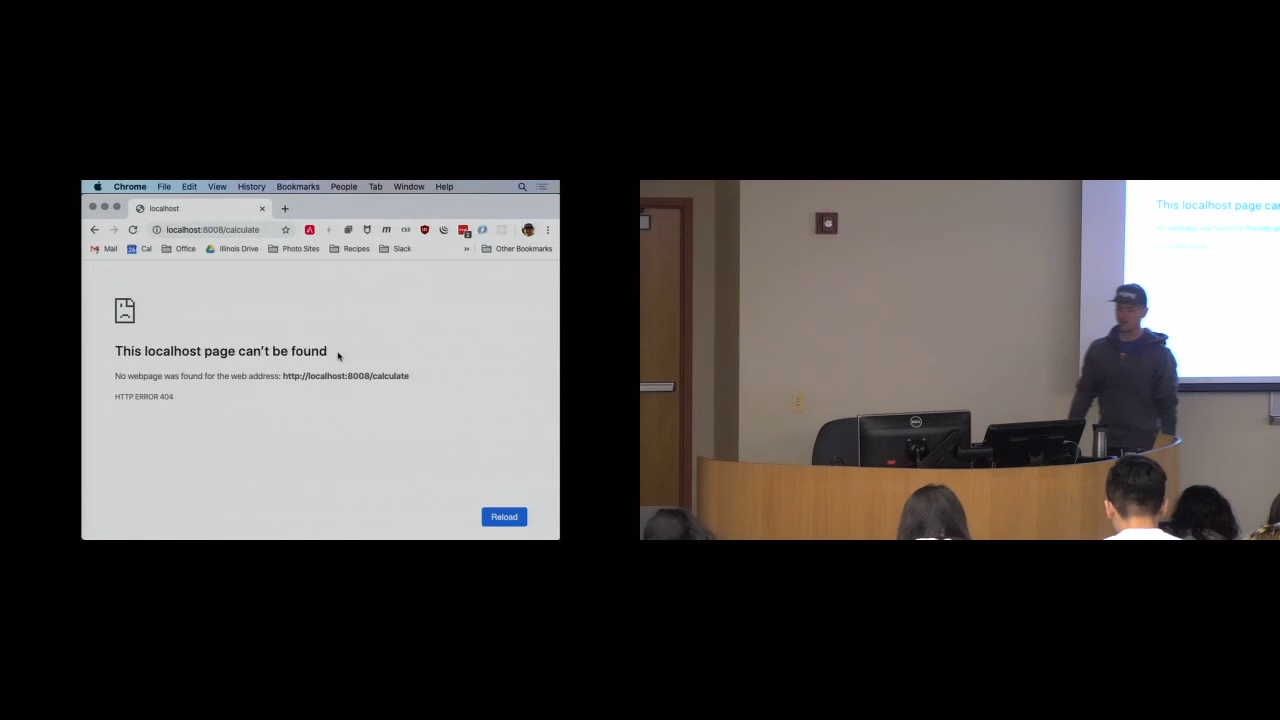 Chrome File Edit View History Bookmarks People Tab Window Help
localhost
localhost:8008/calculate
Mail Cal Office Illinois Drive Photo Sites Recipes Slack » Other Bookmarks
This localhost page can't be found
No webpage was found for the web address: http://localhost:8008/calculate
HTTP ERROR 404
Reload
This localhost page can
DELL